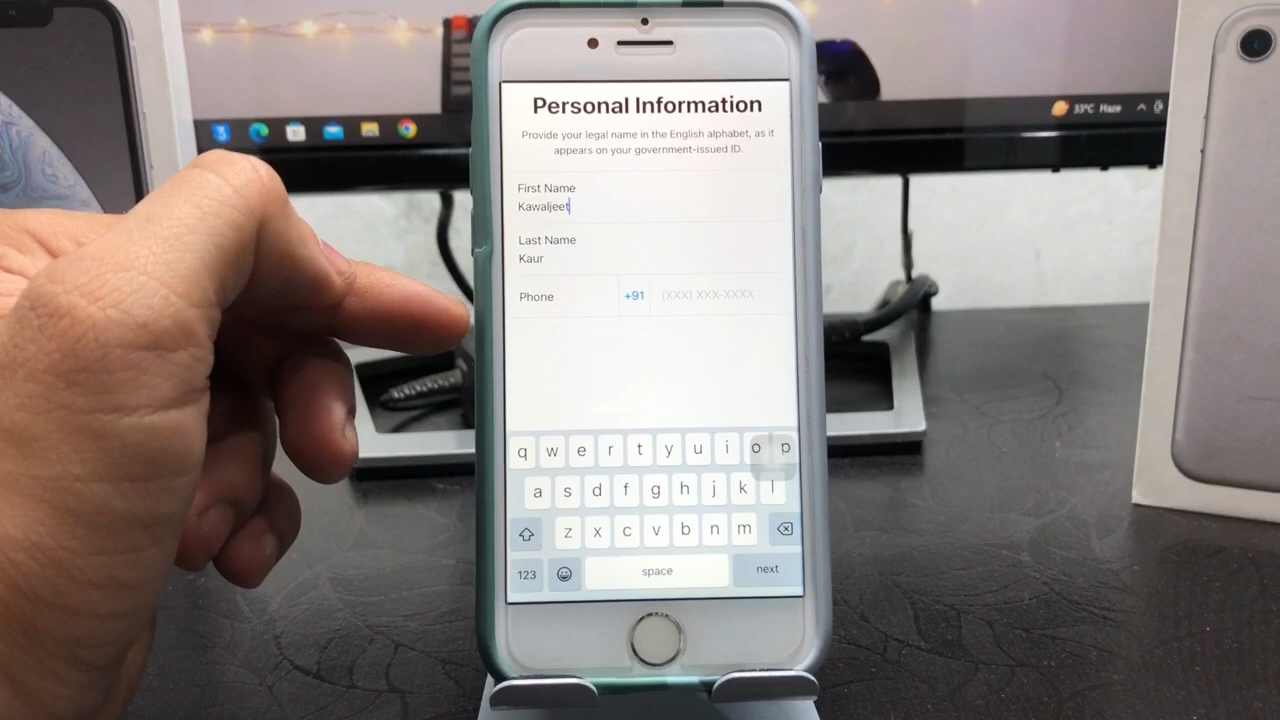 33°C Haze
Personal Information
Provide your legal name in the English alphabet, as it
appears on your government-issued ID.
First Name
Kawaljeet
Last Name
Kaur
Phone +91 (XXX) XXX-XXXX
q w e r t y u i o p
a s d f g h j k l
z x c v b n m
123 space next